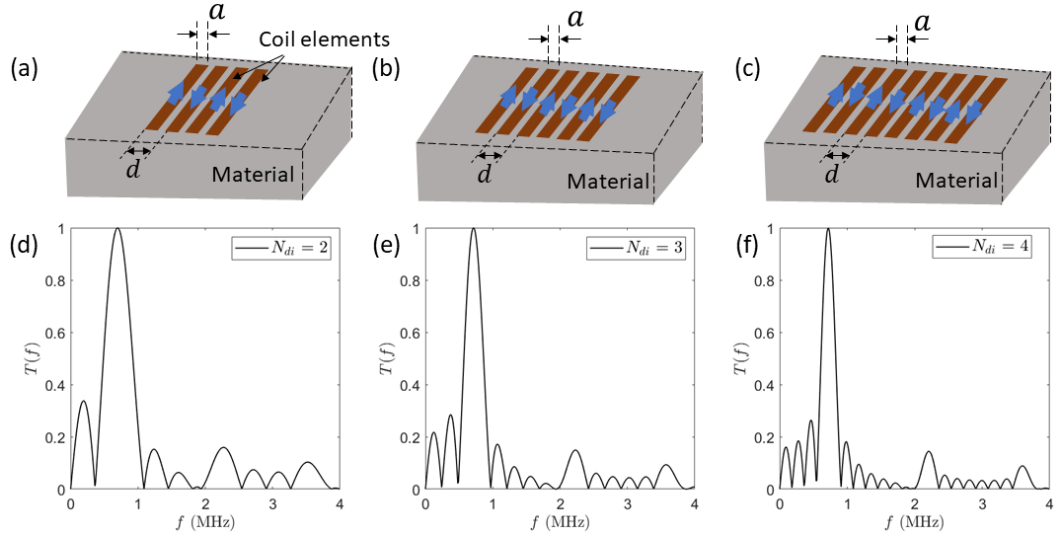 (a)
a
Coil elements
d
Material
(b)
a
d
Material
(c)
a
d
Material
(d)
N_di = 2
1
0.8
0.6
0.4
0.2
0
T(f)
0 1 2 3 4
f (MHz)
(e)
N_di = 3
1
0.8
0.6
0.4
0.2
0
T(f)
0 1 2 3 4
f (MHz)
(f)
N_di = 4
1
0.8
0.6
0.4
0.2
0
T(f)
0 1 2 3 4
f (MHz)